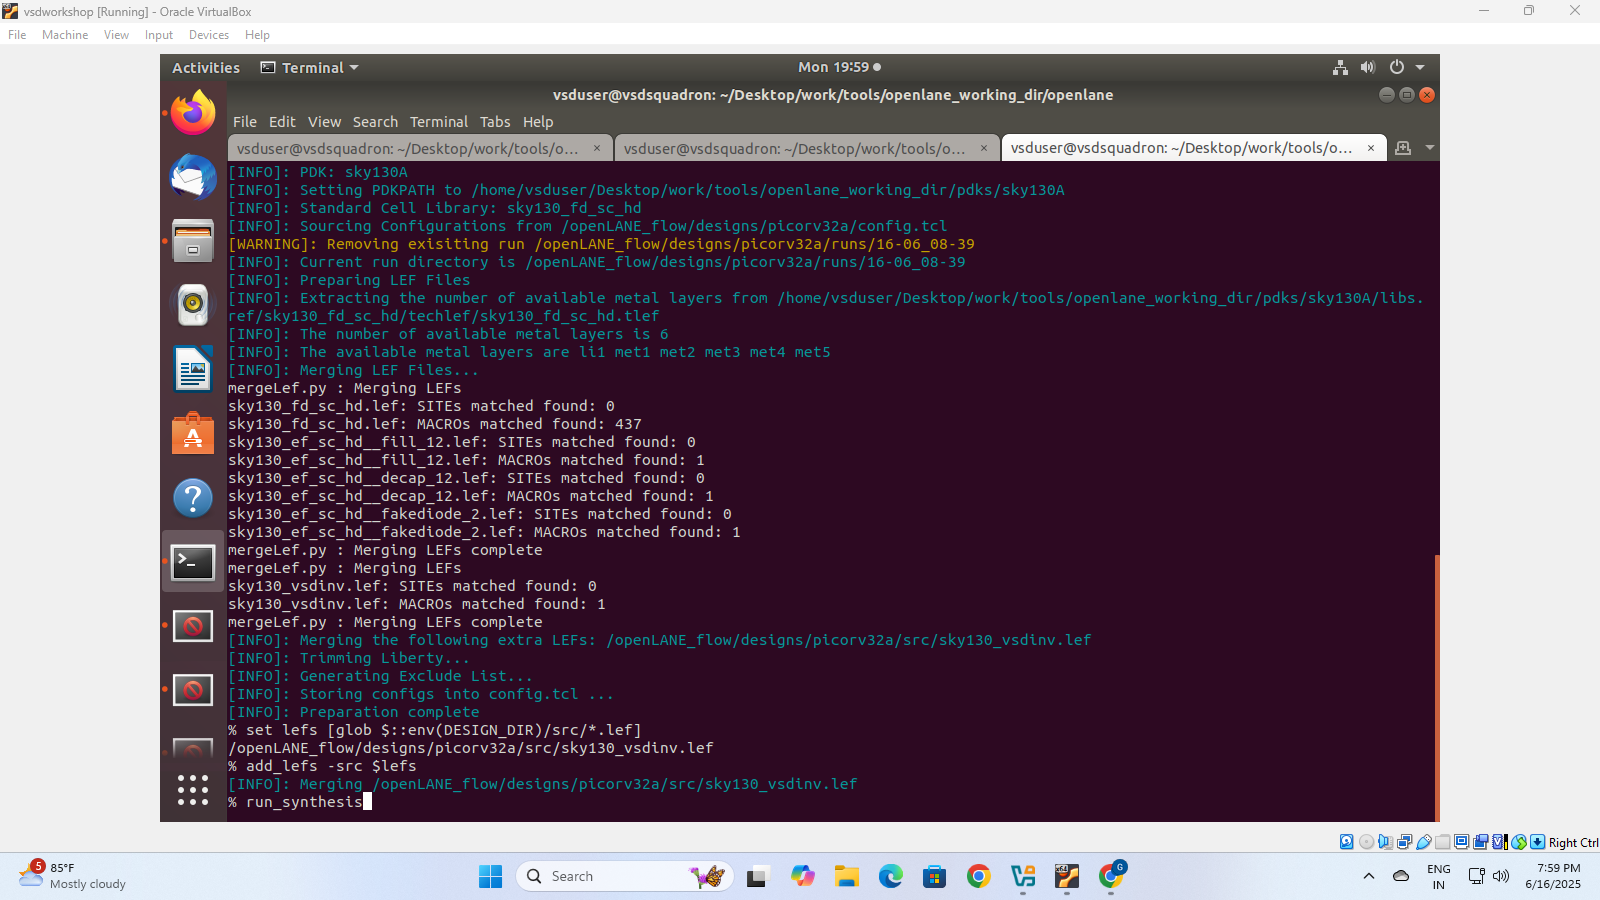 vsdworkshop [Running] - Oracle VirtualBox
File Machine View Input Devices Help
Activities Terminal Mon 19:59
vsduser@vsdsquadron: ~/Desktop/work/tools/openlane_working_dir/openlane
File Edit View Search Terminal Tabs Help
vsduser@vsdsquadron: ~/Desktop/work/tools/o... × vsduser@vsdsquadron: ~/Desktop/work/tools/o... × vsduser@vsdsquadron: ~/Desktop/work/tools/o... ×
[INFO]: PDK: sky130A
[INFO]: Setting PDKPATH to /home/vsduser/Desktop/work/tools/openlane_working_dir/pdks/sky130A
[INFO]: Standard Cell Library: sky130_fd_sc_hd
[INFO]: Sourcing Configurations from /openLANE_flow/designs/picorv32a/config.tcl
[WARNING]: Removing exisiting run /openLANE_flow/designs/picorv32a/runs/16-06_08-39
[INFO]: Current run directory is /openLANE_flow/designs/picorv32a/runs/16-06_08-39
[INFO]: Preparing LEF Files
[INFO]: Extracting the number of available metal layers from /home/vsduser/Desktop/work/tools/openlane_working_dir/pdks/sky130A/libs.
ref/sky130_fd_sc_hd/techlef/sky130_fd_sc_hd.tlef
[INFO]: The number of available metal layers is 6
[INFO]: The available metal layers are li1 met1 met2 met3 met4 met5
[INFO]: Merging LEF Files...
mergeLef.py : Merging LEFs
sky130_fd_sc_hd.lef: SITEs matched found: 0
sky130_fd_sc_hd.lef: MACROs matched found: 437
sky130_ef_sc_hd__fill_12.lef: SITEs matched found: 0
sky130_ef_sc_hd__fill_12.lef: MACROs matched found: 1
sky130_ef_sc_hd__decap_12.lef: SITEs matched found: 0
sky130_ef_sc_hd__decap_12.lef: MACROs matched found: 1
sky130_ef_sc_hd__fakediode_2.lef: SITEs matched found: 0
sky130_ef_sc_hd__fakediode_2.lef: MACROs matched found: 1
mergeLef.py : Merging LEFs complete
mergeLef.py : Merging LEFs
sky130_vsdinv.lef: SITEs matched found: 0
sky130_vsdinv.lef: MACROs matched found: 1
mergeLef.py : Merging LEFs complete
[INFO]: Merging the following extra LEFs: /openLANE_flow/designs/picorv32a/src/sky130_vsdinv.lef
[INFO]: Trimming Liberty...
[INFO]: Generating Exclude List...
[INFO]: Storing configs into config.tcl ...
[INFO]: Preparation complete
% set lefs [glob $::env(DESIGN_DIR)/src/*.lef]
/openLANE_flow/designs/picorv32a/src/sky130_vsdinv.lef
% add_lefs -src $lefs
[INFO]: Merging /openLANE_flow/designs/picorv32a/src/sky130_vsdinv.lef
% run_synthesis
Right Ctrl
5 85°F
Mostly cloudy
Search
G
ENG
IN
7:59 PM
6/16/2025